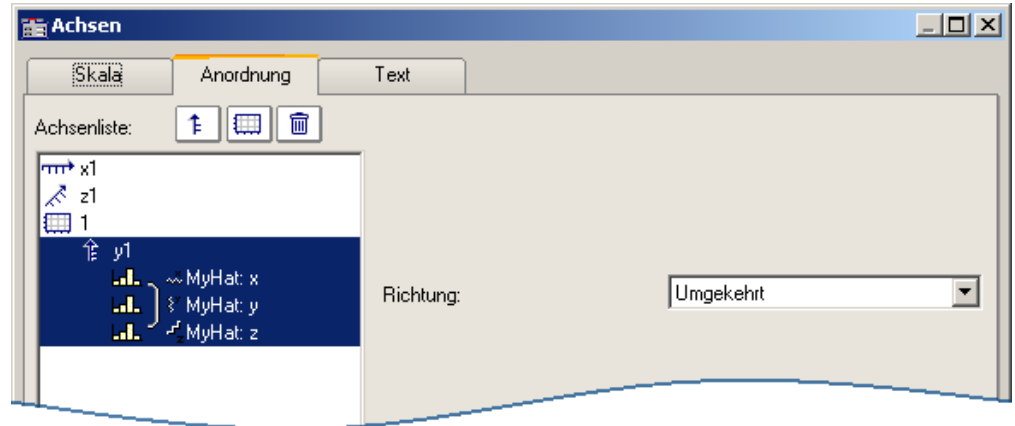 Achsen
Skala Anordnung Text
Achsenliste:
x1
z1
1
y1
MyHat: x
MyHat: y
MyHat: z
Richtung: Umgekehrt